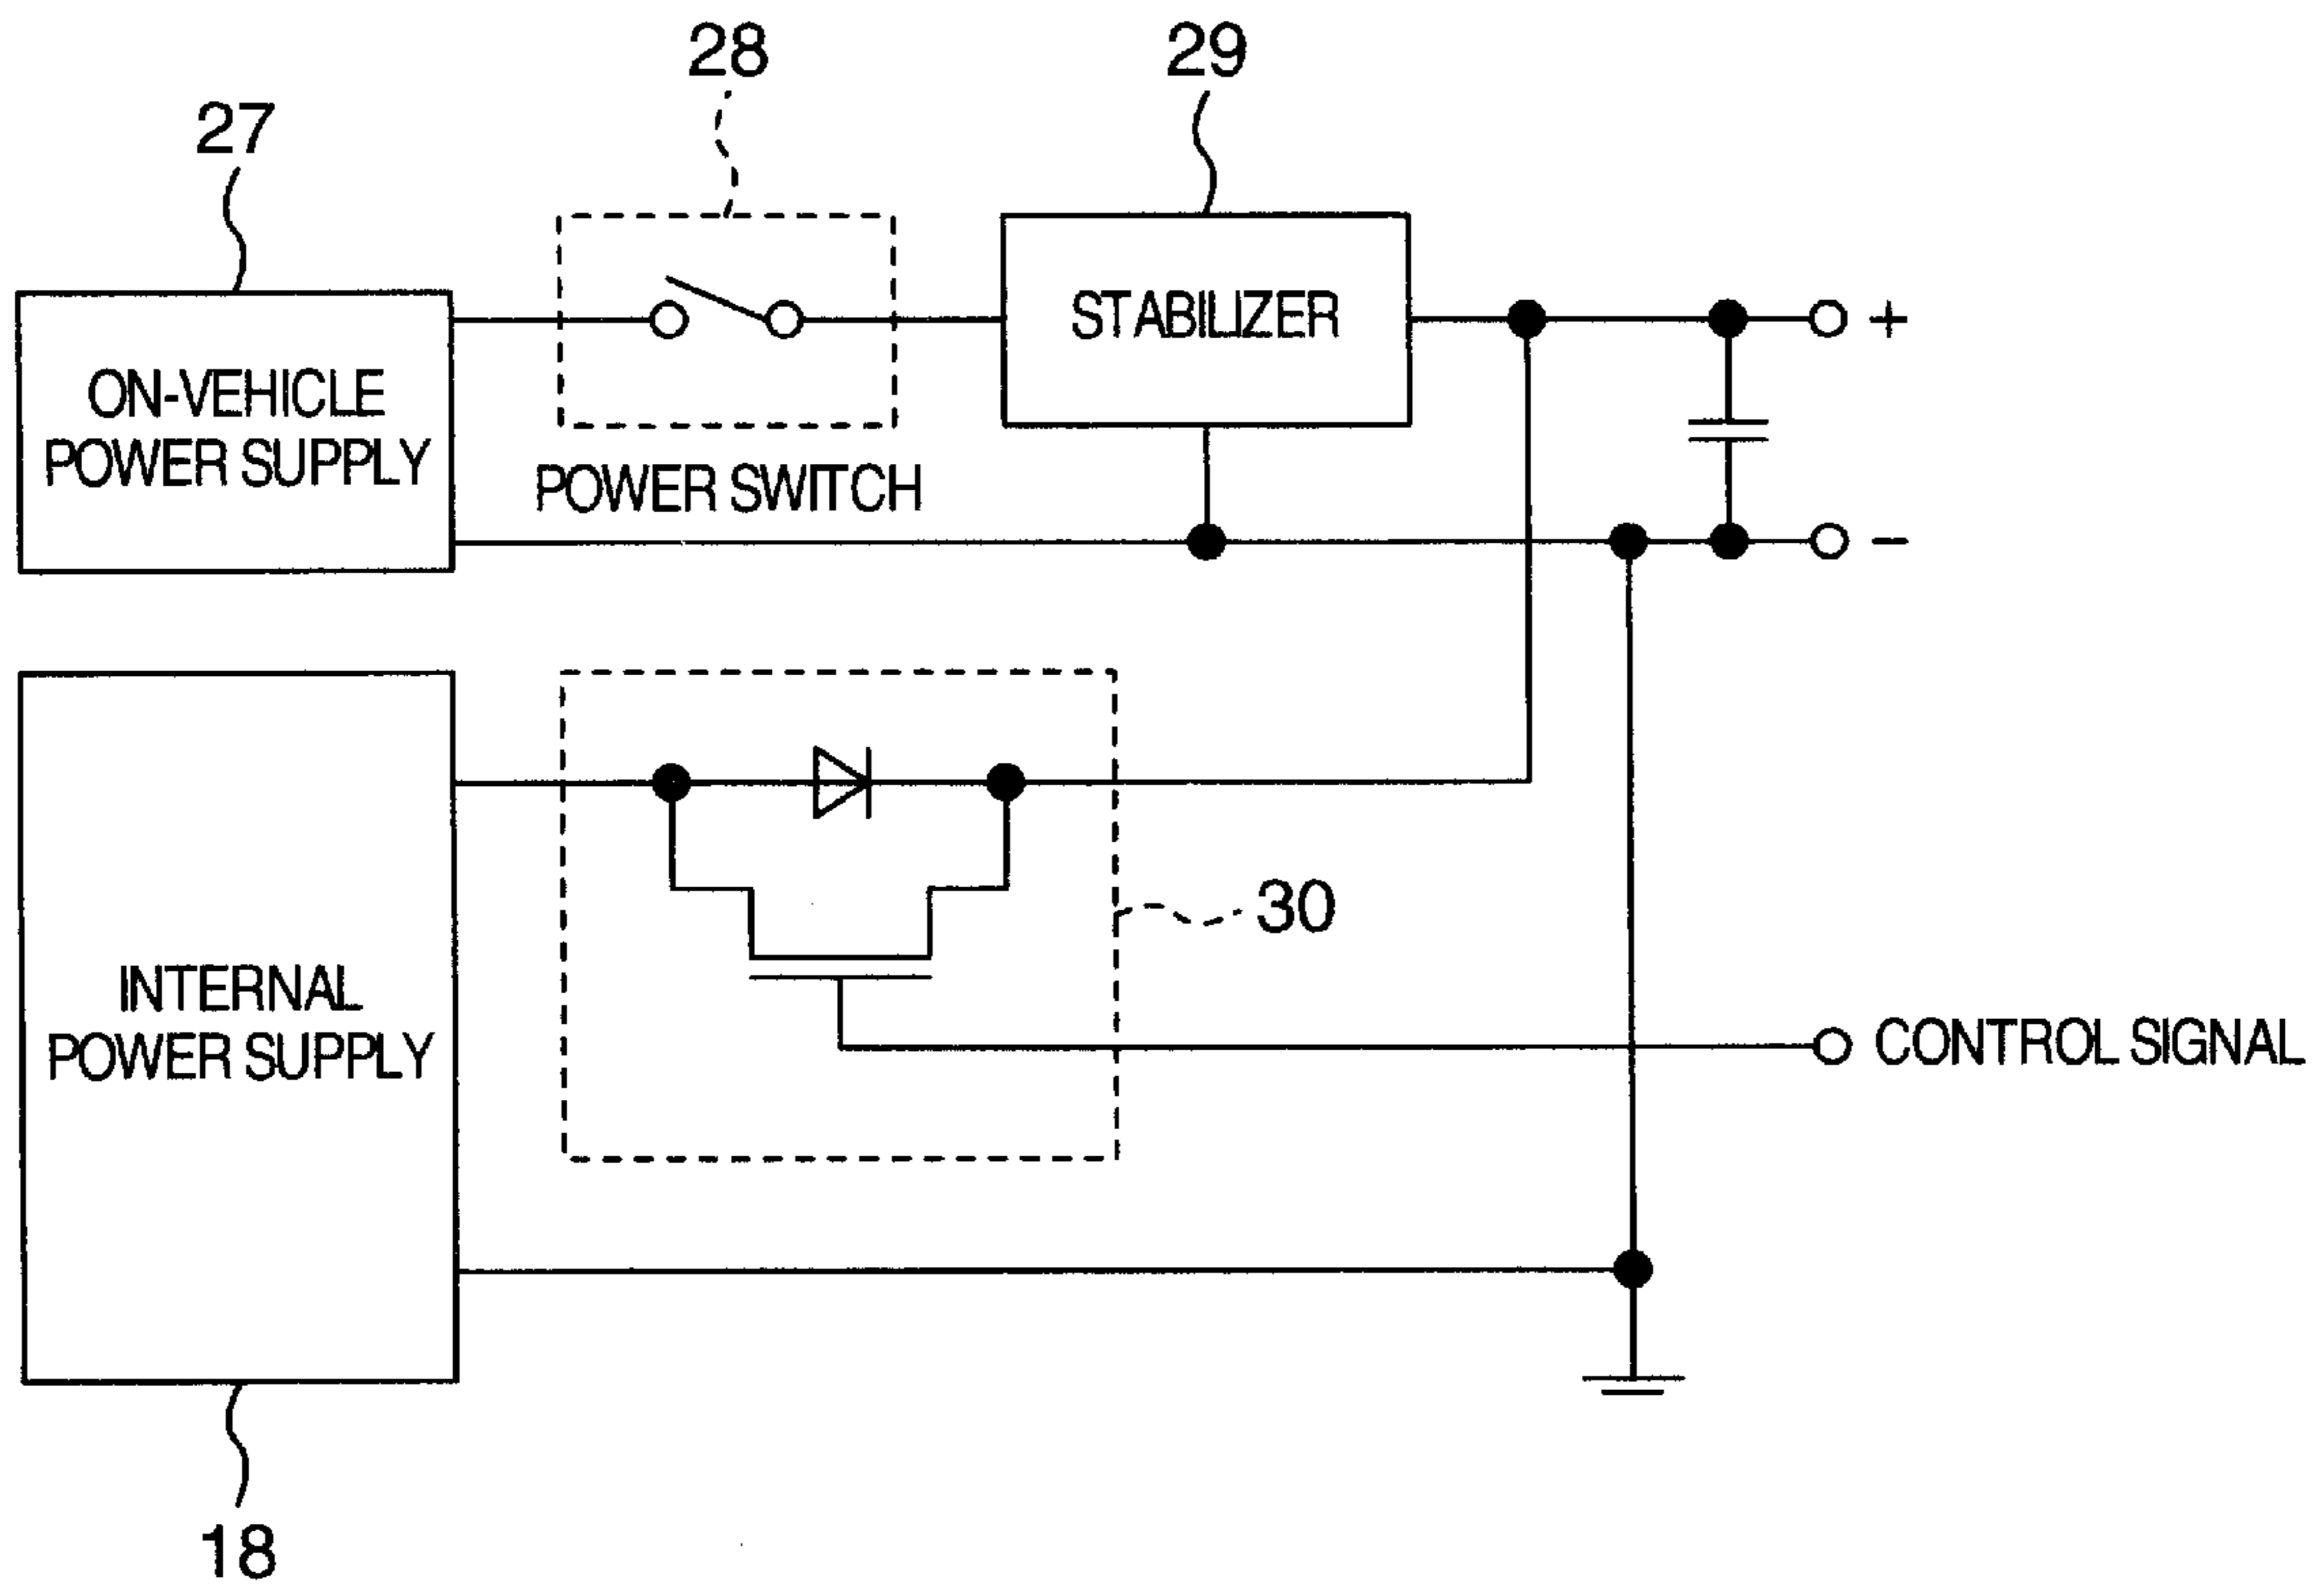 28
29
27
STABILIZER
+
ON-VEHICLE
POWER SUPPLY
POWER SWITCH
−
30
INTERNAL
POWER SUPPLY
CONTROL SIGNAL
18